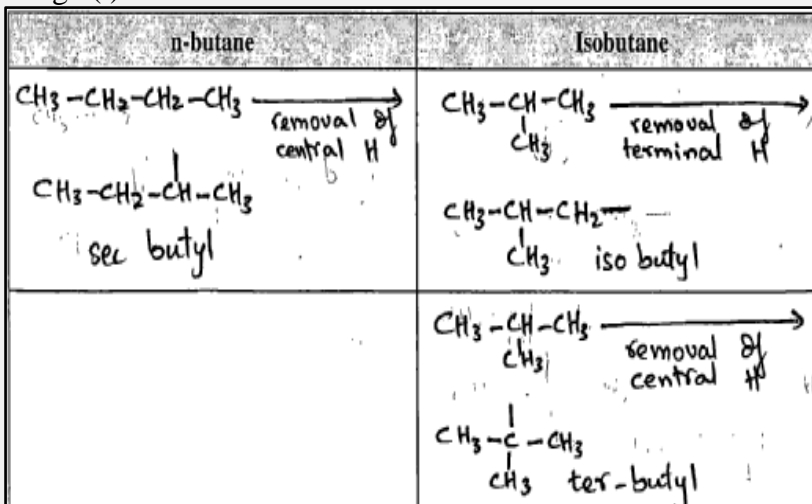 n-butane
CH3-CH2-CH2-CH3
removal of
central H
CH3-CH2-CH-CH3
sec butyl
Isobutane
CH3-CH-CH3
CH3
removal of
terminal H
CH3-CH-CH2-
CH3 iso butyl
CH3-CH-CH3
CH3
removal of
central H
CH3-C-CH3
CH3 ter-butyl